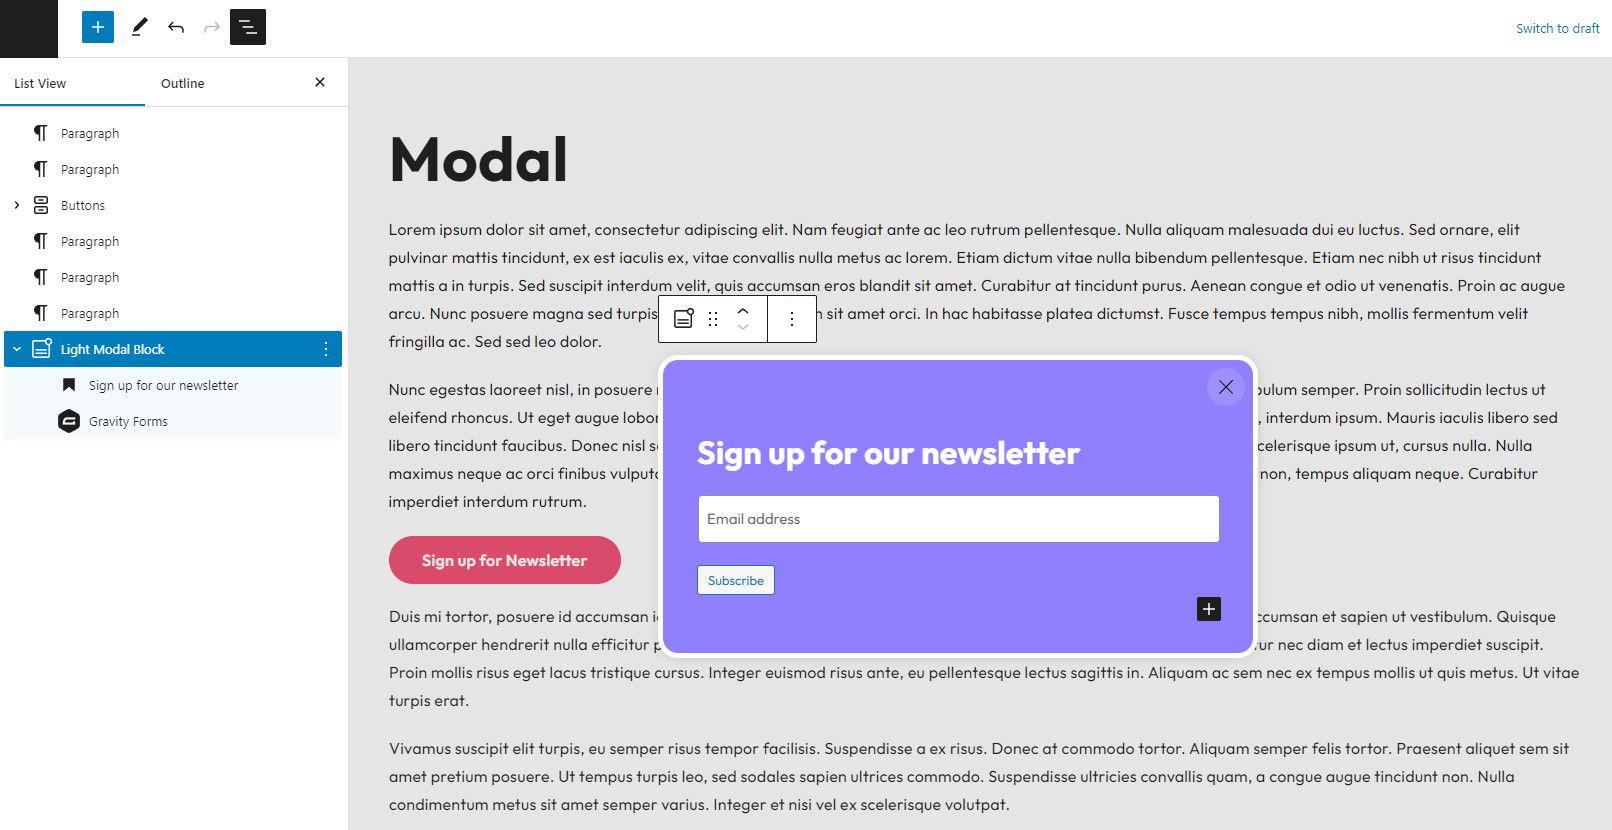 Switch to draft
List View
Outline
Paragraph
Paragraph
Buttons
Paragraph
Paragraph
Paragraph
Light Modal Block
Sign up for our newsletter
Gravity Forms
Modal
Lorem ipsum dolor sit amet, consectetur adipiscing elit. Nam feugiat ante ac leo rutrum pellentesque. Nulla aliquam malesuada dui eu luctus. Sed ornare, elit
pulvinar mattis tincidunt, ex est iaculis ex, vitae convallis nulla metus ac lorem. Etiam dictum vitae nulla bibendum pellentesque. Etiam nec nibh ut risus tincidunt
mattis a in turpis. Sed suscipit interdum velit, quis accumsan eros blandit sit amet. Curabitur at tincidunt purus. Aenean congue et odio ut venenatis. Proin ac augue
arcu. Nunc posuere magna sed turpis sit amet orci. In hac habitasse platea dictumst. Fusce tempus tempus nibh, mollis fermentum velit
fringilla ac. Sed sed leo dolor.
Nunc egestas laoreet nisl, in posuere semper. Proin sollicitudin lectus ut
eleifend rhoncus. Ut eget augue , interdum ipsum. Mauris iaculis libero sed
libero tincidunt faucibus. Donec nisl ipsum ut, cursus nulla. Nulla
maximus neque ac orci finibus non, tempus aliquam neque. Curabitur
imperdiet interdum rutrum.
Sign up for our newsletter
Email address
Subscribe
Sign up for Newsletter
Duis mi tortor, posuere id accumsan et sapien ut vestibulum. Quisque
ullamcorper hendrerit nulla efficitur nec diam et lectus imperdiet suscipit.
Proin mollis risus eget lacus tristique cursus. Integer euismod risus ante, eu pellentesque lectus sagittis in. Aliquam ac sem nec ex tempus mollis ut quis metus. Ut vitae
turpis erat.
Vivamus suscipit elit turpis, eu semper risus tempor facilisis. Suspendisse a ex risus. Donec at commodo tortor. Aliquam semper felis tortor. Praesent aliquet sem sit
amet pretium posuere. Ut tempus turpis leo, sed sodales sapien ultrices commodo. Suspendisse ultricies convallis quam, a congue augue tincidunt non. Nulla
condimentum metus sit amet semper varius. Integer et nisi vel ex scelerisque volutpat.